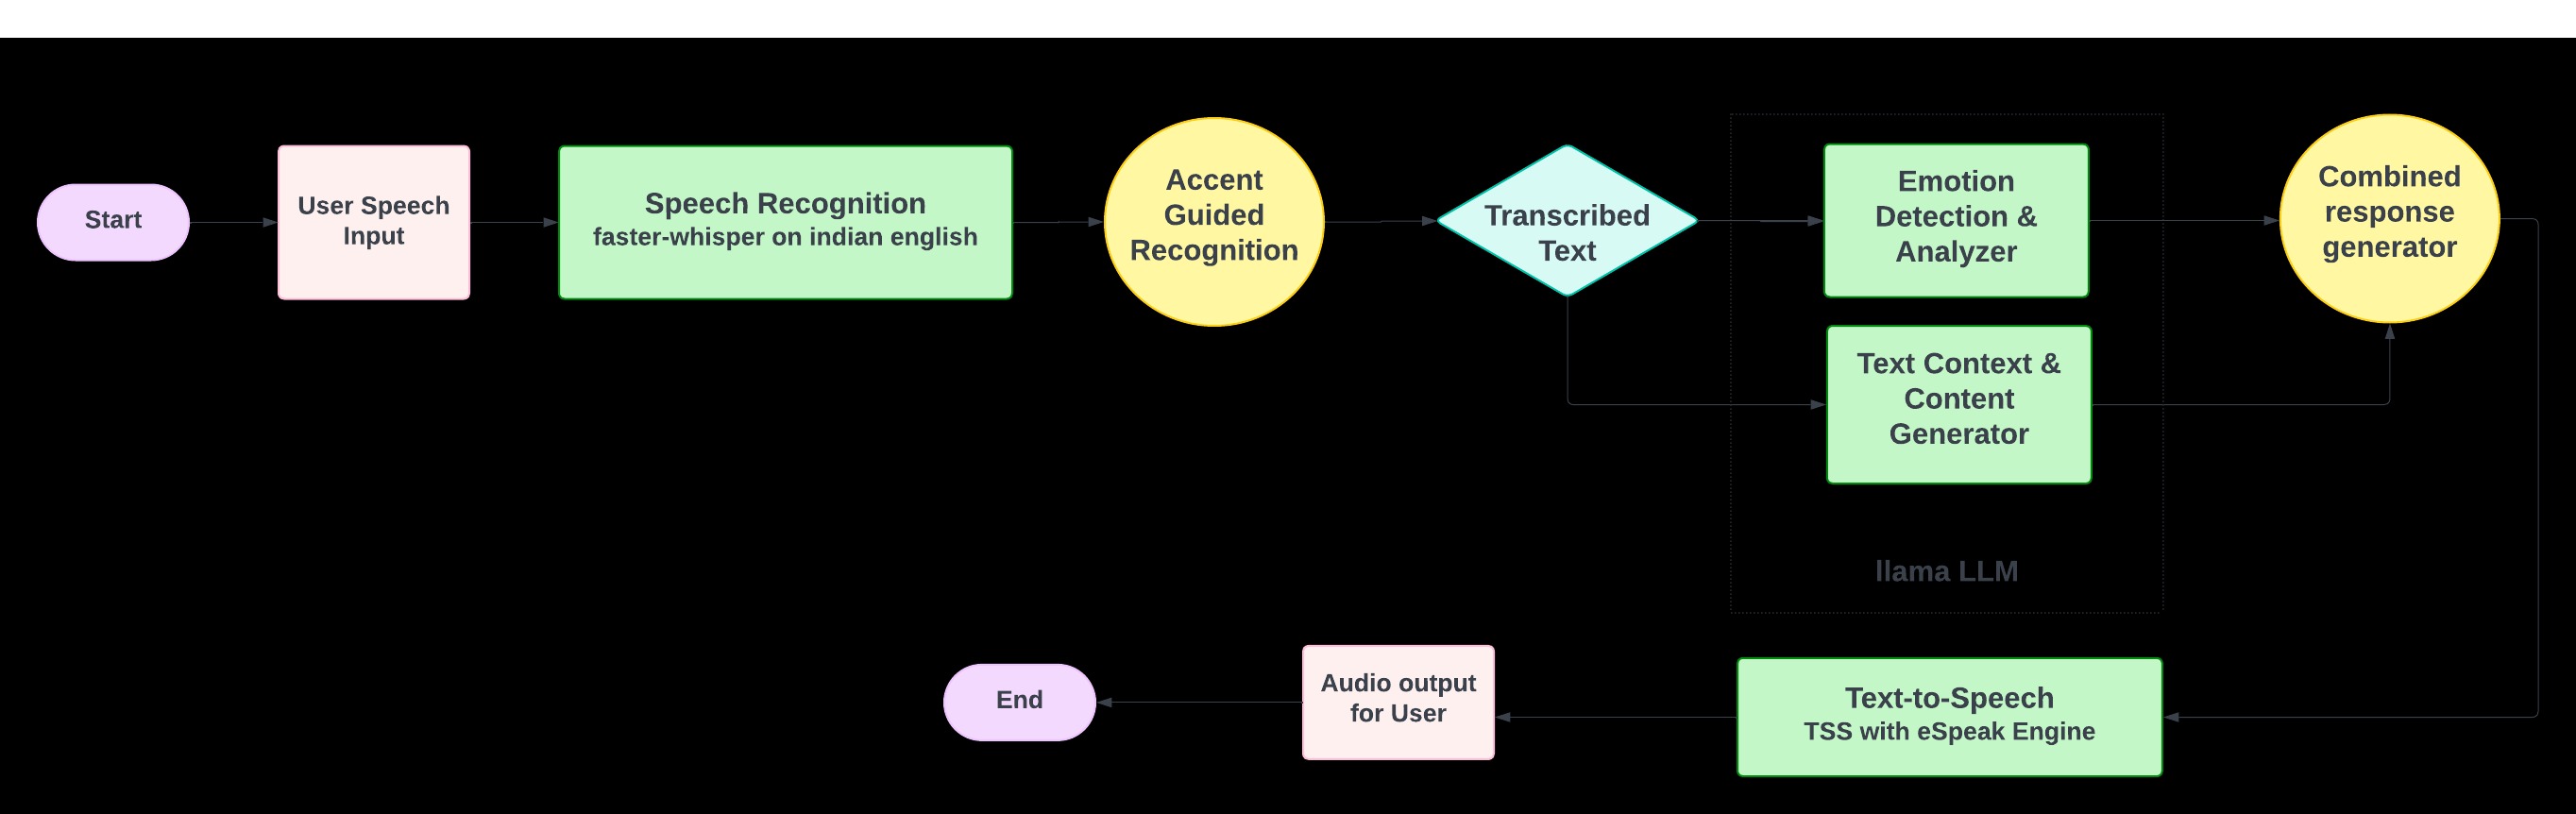 Start
User Speech
Input
Speech Recognition
faster-whisper on indian english
Accent
Guided
Recognition
Transcribed
Text
Emotion
Detection &
Analyzer
Combined
response
generator
Text Context &
Content
Generator
llama LLM
End
Audio output
for User
Text-to-Speech
TSS with eSpeak Engine